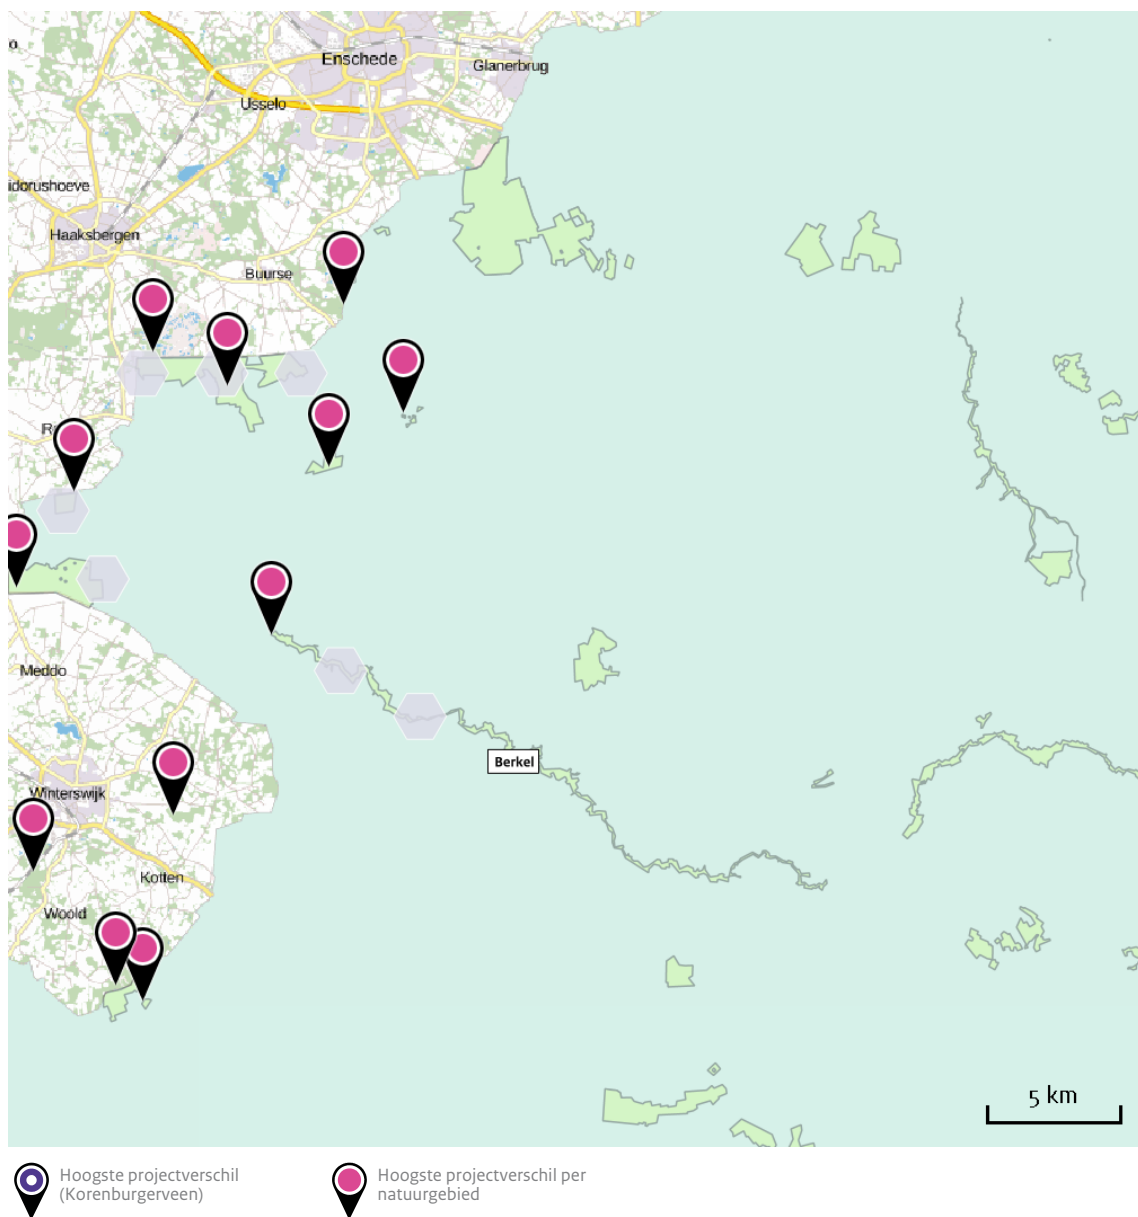 Enschede
Glanerbrug
Usselo
idorushoeve
Haaksbergen
Buurse
Meddo
Berkel
Winterswijk
Kotten
Woold
5 km
Hoogste projectverschil
(Korenburgerveen)
Hoogste projectverschil per
natuurgebied